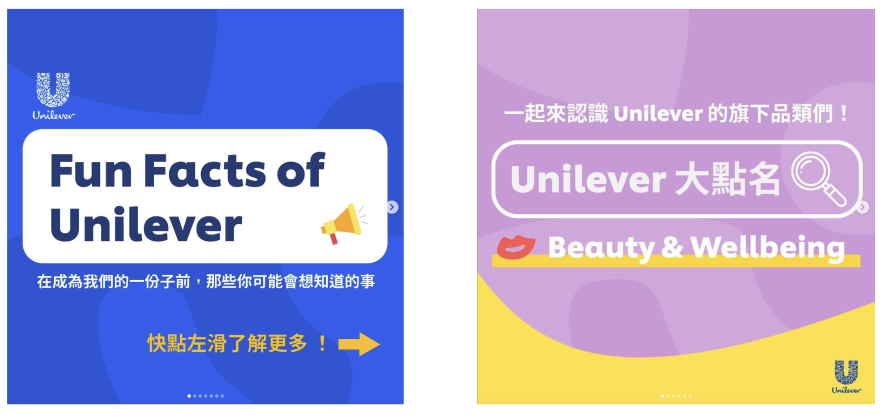 Unilever
Fun Facts of
Unilever
在成為我們的一份子前，那些你可能會想知道的事
快點左滑了解更多 ！
一起來認識 Unilever 的旗下品類們！
Unilever 大點名
Beauty & Wellbeing
Unilever